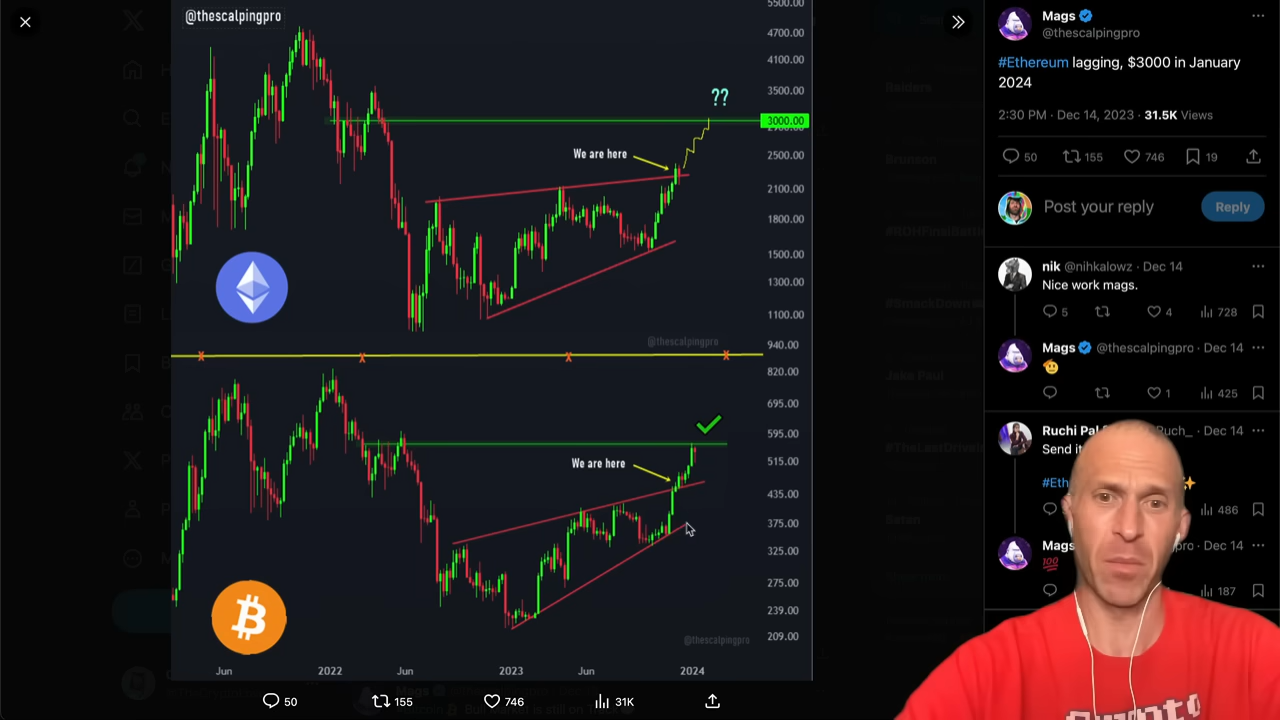 @thescalpingpro
5500.00
4700.00
4100.00
3500.00
3000.00
2500.00
2100.00
1800.00
1500.00
1300.00
1100.00
940.00
??
We are here
@thescalpingpro
820.00
695.00
595.00
515.00
435.00
375.00
325.00
275.00
239.00
209.00
We are here
@thescalpingpro
Jun
2022
Jun
2023
Jun
2024
50
155
746
31K
Mags
@thescalpingpro
#Ethereum lagging, $3000 in January
2024
2:30 PM · Dec 14, 2023 · 31.5K Views
50
155
746
19
Post your reply
Reply
nik @nihkalowz · Dec 14
Nice work mags.
5
4
728
Mags @thescalpingpro · Dec 14
1
425
Ruchi Pal
· Dec 14
Send it
#Eth
486
Mags
pro · Dec 14
💯
187